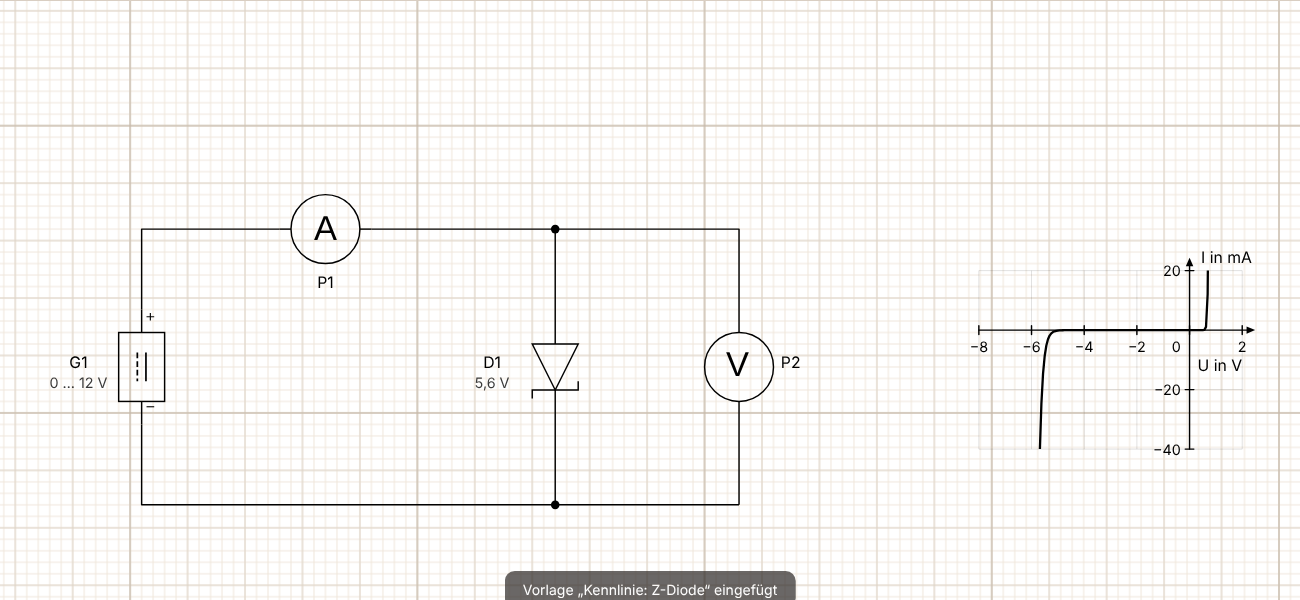 A
P1
+
G1
0 ... 12 V
−
D1
5,6 V
V
P2
I in mA
20
−8
−6
−4
−2
0
2
U in V
−20
−40
Vorlage „Kennlinie: Z-Diode“ eingefügt